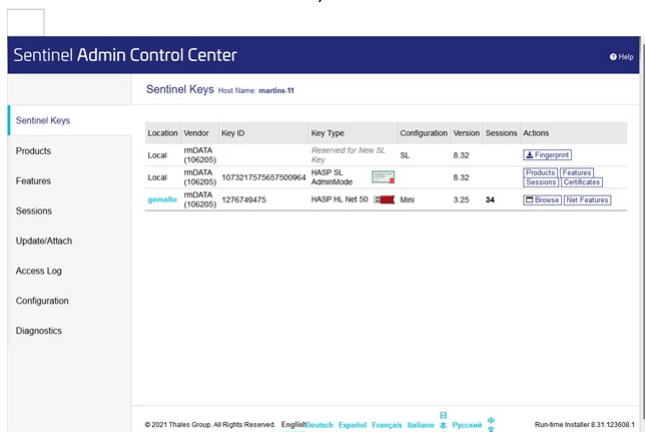 Sentinel Admin Control Center
Help
Sentinel Keys Host Name: martins-11
Sentinel Keys
Products
Features
Sessions
Update/Attach
Access Log
Configuration
Diagnostics
Location Vendor Key ID Key Type Configuration Version Sessions Actions
Local rmDATA (106205) Reserved for New SL Key SL 8.32 Fingerprint
Local rmDATA (106205) 1073217575657500964 HASP SL AdminMode 8.32 Products Features Sessions Certificates
gemalto rmDATA (106205) 1276749475 HASP HL Net 50 Mini 3.25 34 Browse Net Features
© 2021 Thales Group. All Rights Reserved. English Deutsch Español Français Italiano 日本 Русский 中文 Run-time Installer 8.31.123608.1